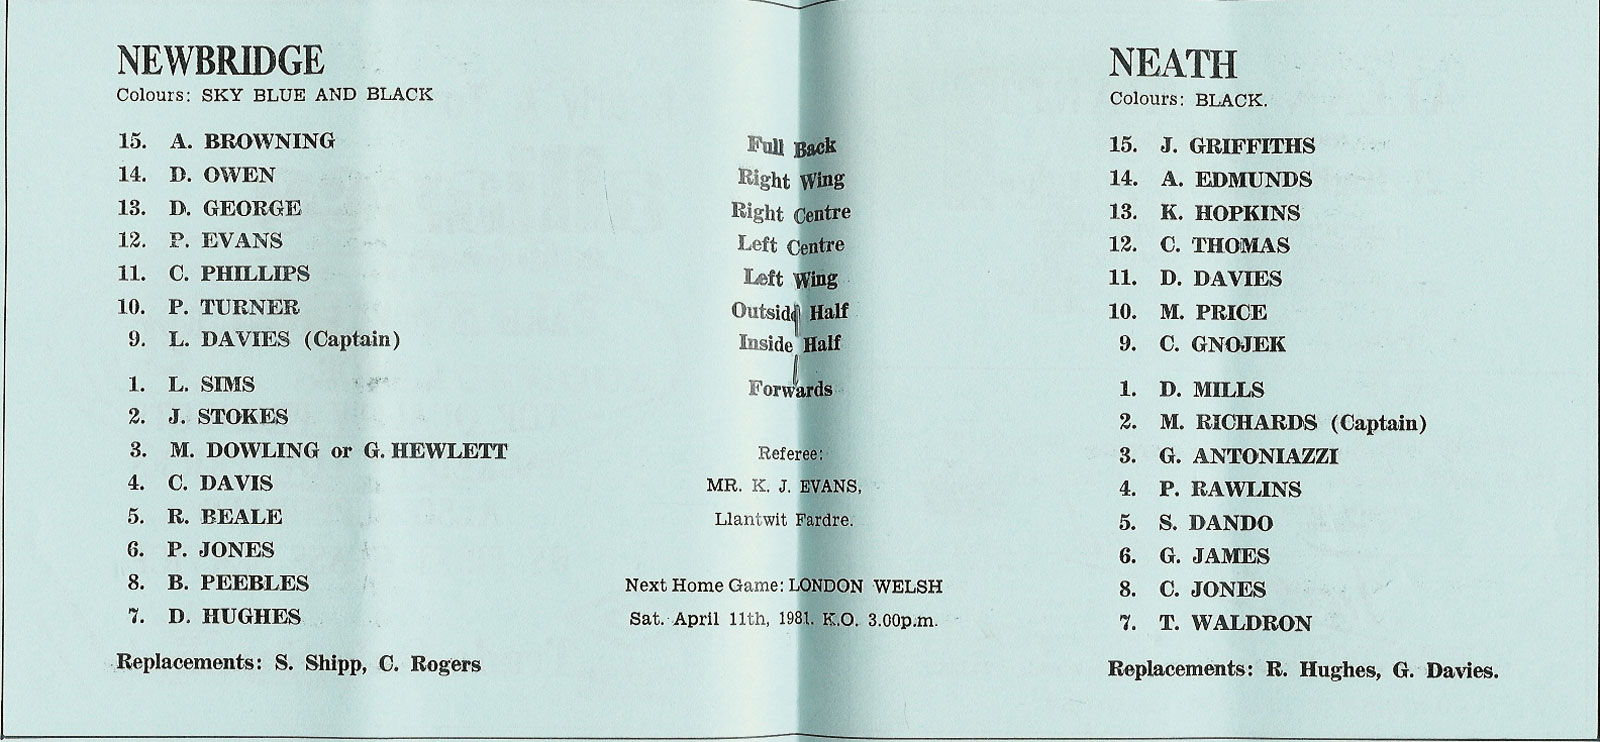 NEWBRIDGE
Colours: SKY BLUE AND BLACK
15. A. BROWNING
14. D. OWEN
13. D. GEORGE
12. P. EVANS
11. C. PHILLIPS
10. P. TURNER
9. L. DAVIES (Captain)
1. L. SIMS
2. J. STOKES
3. M. DOWLING or G. HEWLETT
4. C. DAVIS
5. R. BEALE
6. P. JONES
8. B. PEEBLES
7. D. HUGHES
Replacements: S. Shipp, C. Rogers
Full Back
Right Wing
Right Centre
Left Centre
Left Wing
Outside Half
Inside Half
Forwards
Referee:
MR. K. J. EVANS,
Llantwit Fardre.
Next Home Game: LONDON WELSH
Sat. April 11th, 1981. K.O. 3.00p.m.
NEATH
Colours: BLACK.
15. J. GRIFFITHS
14. A. EDMUNDS
13. K. HOPKINS
12. C. THOMAS
11. D. DAVIES
10. M. PRICE
9. C. GNOJEK
1. D. MILLS
2. M. RICHARDS (Captain)
3. G. ANTONIAZZI
4. P. RAWLINS
5. S. DANDO
6. G. JAMES
8. C. JONES
7. T. WALDRON
Replacements: R. Hughes, G. Davies.